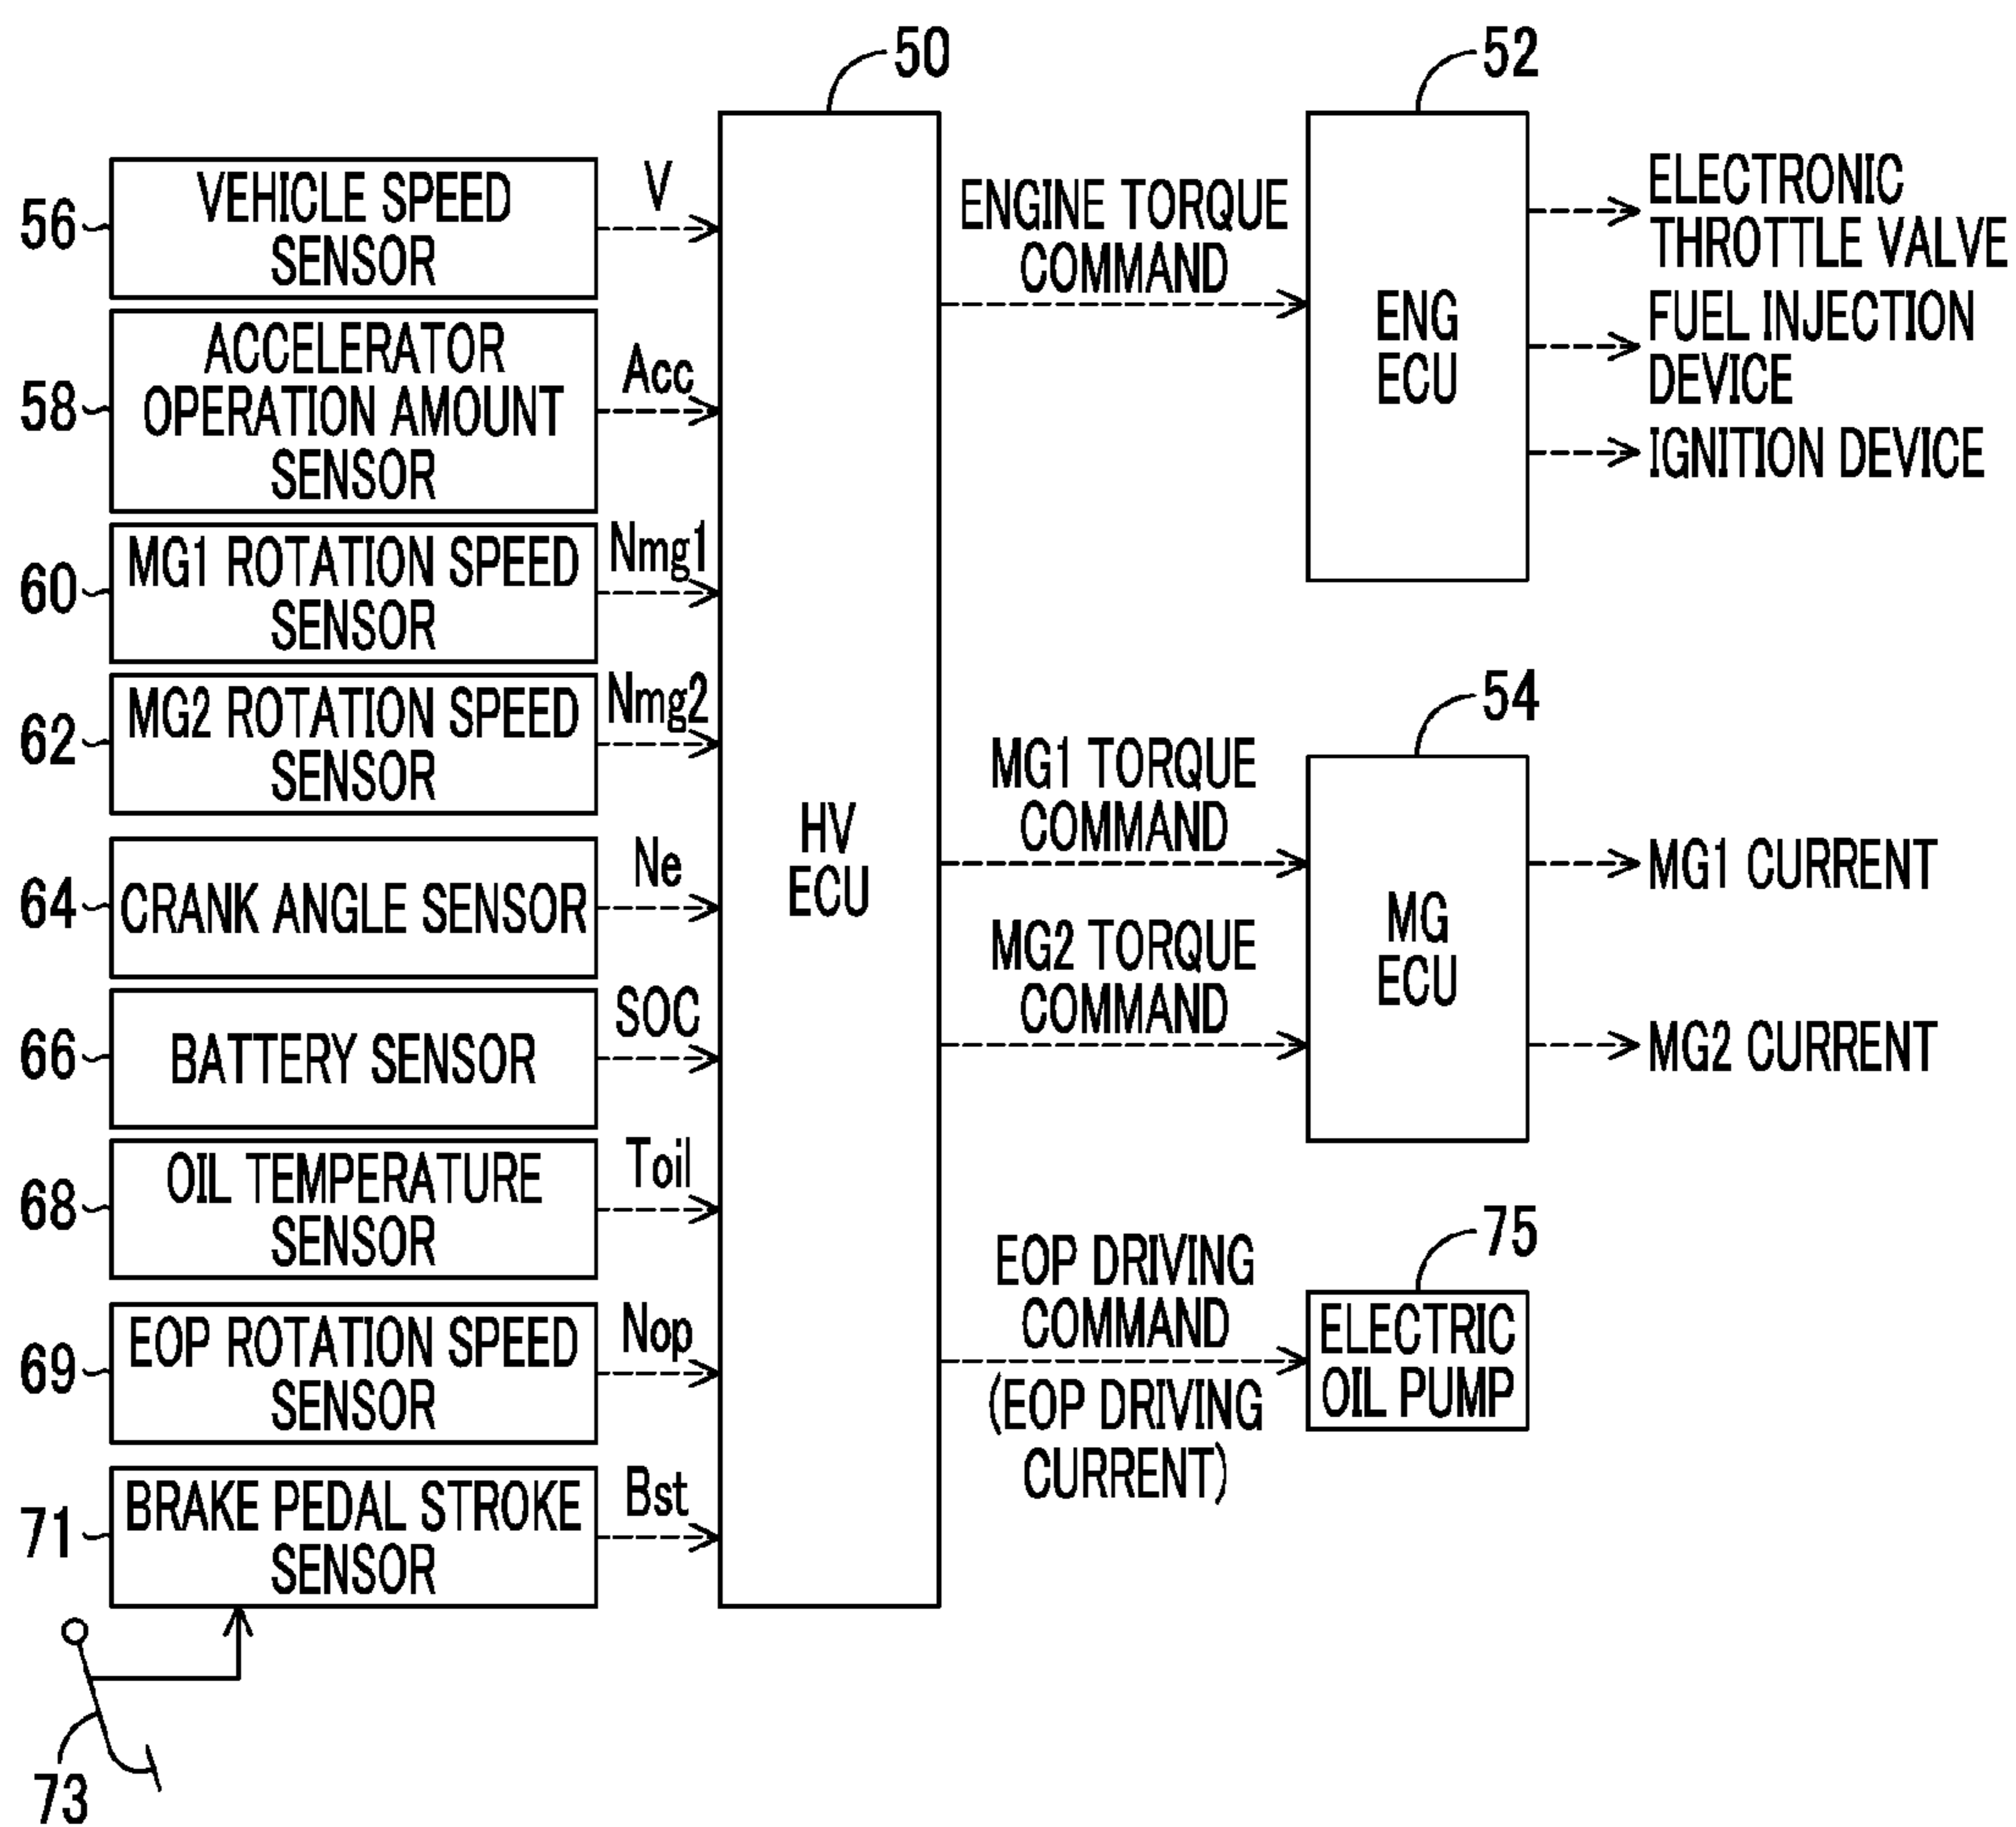 50
52
56
VEHICLE SPEED
SENSOR
V
58
ACCELERATOR
OPERATION AMOUNT
SENSOR
Acc
60
MG1 ROTATION SPEED
SENSOR
Nmg1
62
MG2 ROTATION SPEED
SENSOR
Nmg2
64
CRANK ANGLE SENSOR
Ne
66
BATTERY SENSOR
SOC
68
OIL TEMPERATURE
SENSOR
Toil
69
EOP ROTATION SPEED
SENSOR
Nop
71
BRAKE PEDAL STROKE
SENSOR
Bst
73
HV
ECU
ENGINE TORQUE
COMMAND
ENG
ECU
ELECTRONIC
THROTTLE VALVE
FUEL INJECTION
DEVICE
IGNITION DEVICE
54
MG1 TORQUE
COMMAND
MG2 TORQUE
COMMAND
MG
ECU
MG1 CURRENT
MG2 CURRENT
75
EOP DRIVING
COMMAND
(EOP DRIVING
CURRENT)
ELECTRIC
OIL PUMP